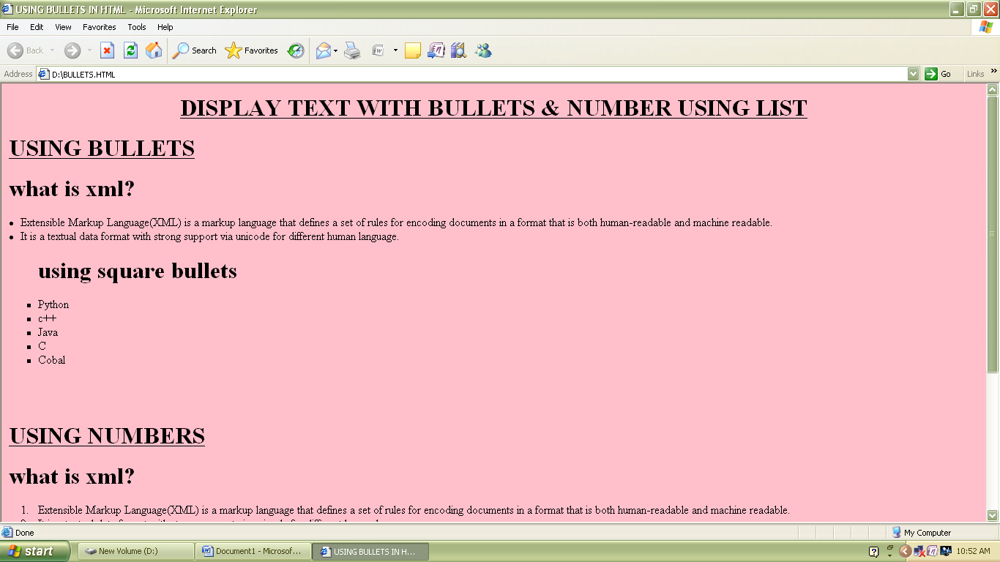 USING BULLETS IN HTML - Microsoft Internet Explorer
File Edit View Favorites Tools Help
Back Search Favorites
Address D:\BULLETS.HTML Go Links »
DISPLAY TEXT WITH BULLETS & NUMBER USING LIST
USING BULLETS
what is xml?
• Extensible Markup Language(XML) is a markup language that defines a set of rules for encoding documents in a format that is both human-readable and machine readable.
• It is a textual data format with strong support via unicode for different human language.
using square bullets
▪ Python
▪ c++
▪ Java
▪ C
▪ Cobal
USING NUMBERS
what is xml?
1. Extensible Markup Language(XML) is a markup language that defines a set of rules for encoding documents in a format that is both human-readable and machine readable.
Done My Computer
start New Volume (D:) Document1 - Microsof... USING BULLETS IN H... 10:52 AM